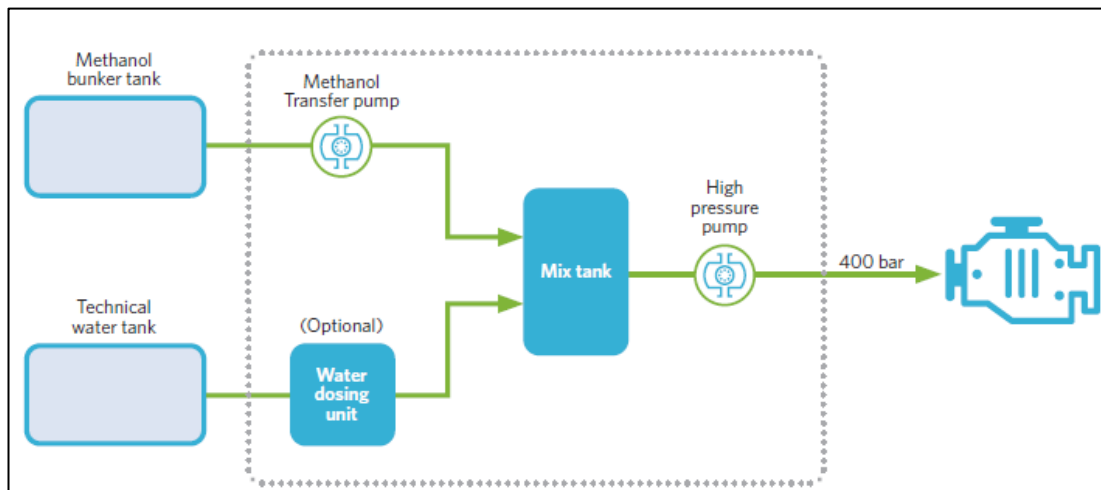 Methanol
bunker tank
Methanol
Transfer pump
High
pressure
pump
Mix tank
400 bar
Technical
water tank
(Optional)
Water
dosing
unit